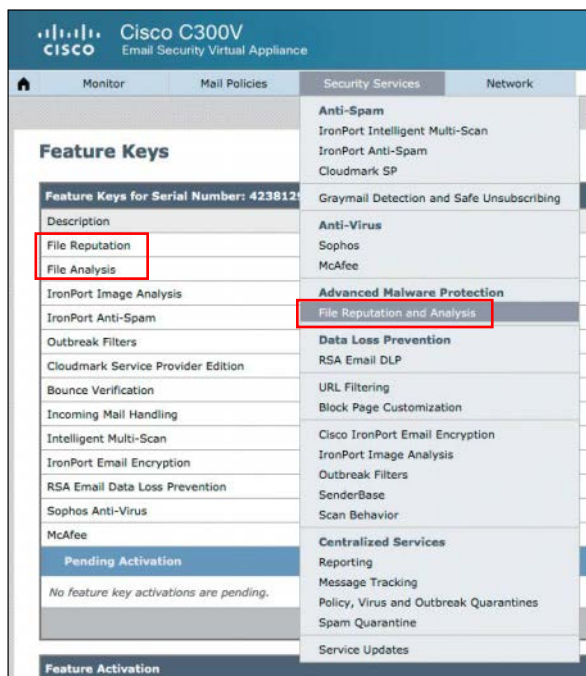 CISCO
Cisco C300V
Email Security Virtual Appliance
Monitor
Mail Policies
Security Services
Network
Feature Keys
Feature Keys for Serial Number: 423812
Description
File Reputation
File Analysis
IronPort Image Analysis
IronPort Anti-Spam
Outbreak Filters
Cloudmark Service Provider Edition
Bounce Verification
Incoming Mail Handling
Intelligent Multi-Scan
IronPort Email Encryption
RSA Email Data Loss Prevention
Sophos Anti-Virus
McAfee
Pending Activation
No feature key activations are pending.
Feature Activation
Anti-Spam
IronPort Intelligent Multi-Scan
IronPort Anti-Spam
Cloudmark SP
Graymail Detection and Safe Unsubscribing
Anti-Virus
Sophos
McAfee
Advanced Malware Protection
File Reputation and Analysis
Data Loss Prevention
RSA Email DLP
URL Filtering
Block Page Customization
Cisco IronPort Email Encryption
IronPort Image Analysis
Outbreak Filters
SenderBase
Scan Behavior
Centralized Services
Reporting
Message Tracking
Policy, Virus and Outbreak Quarantines
Spam Quarantine
Service Updates